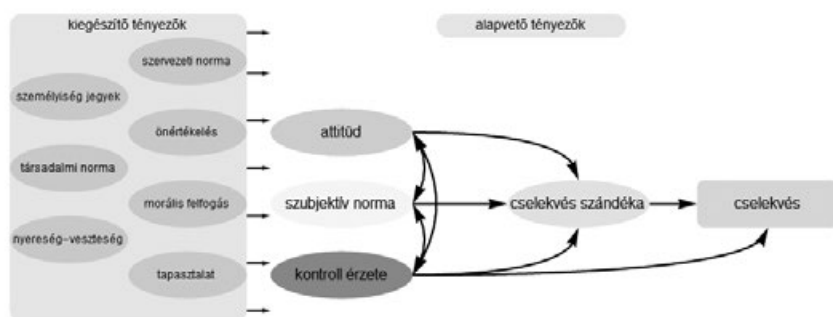 kiegészítő tényezők
alapvető tényezők
szervezeti norma
személyiség jegyek
önértékelés
társadalmi norma
morális felfogás
nyereség-veszteség
tapasztalat
attitűd
szubjektív norma
kontroll érzete
cselekvés szándéka
cselekvés